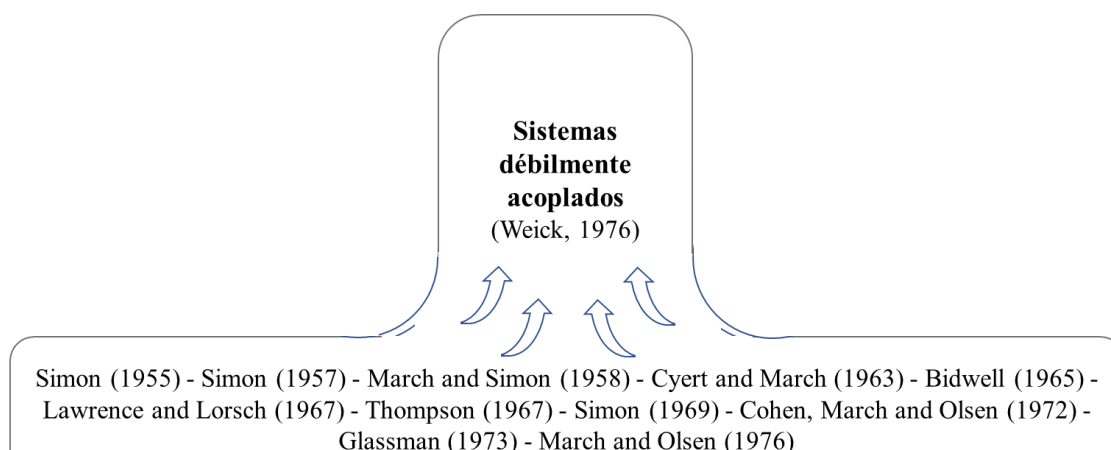 Sistemas
débilmente
acoplados
(Weick, 1976)
Simon (1955) - Simon (1957) - March and Simon (1958) - Cyert and March (1963) - Bidwell (1965) -
Lawrence and Lorsch (1967) - Thompson (1967) - Simon (1969) - Cohen, March and Olsen (1972) -
Glassman (1973) - March and Olsen (1976)